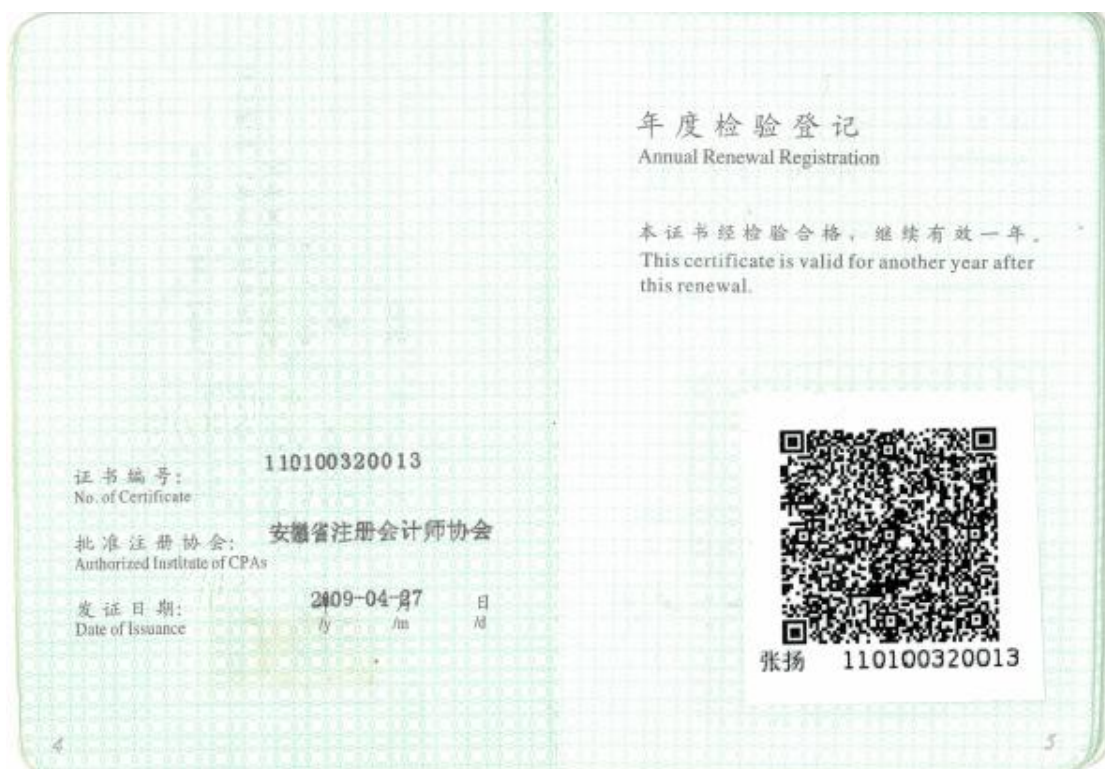 证书编号: 110100320013
No. of Certificate
批准注册协会: 安徽省注册会计师协会
Authorized Institute of CPAs
发证日期: 2009-04-27 年 月 日
Date of Issuance /y /m /d
4
年度检验登记
Annual Renewal Registration
本证书经检验合格，继续有效一年。
This certificate is valid for another year after
this renewal.
张扬 110100320013
5